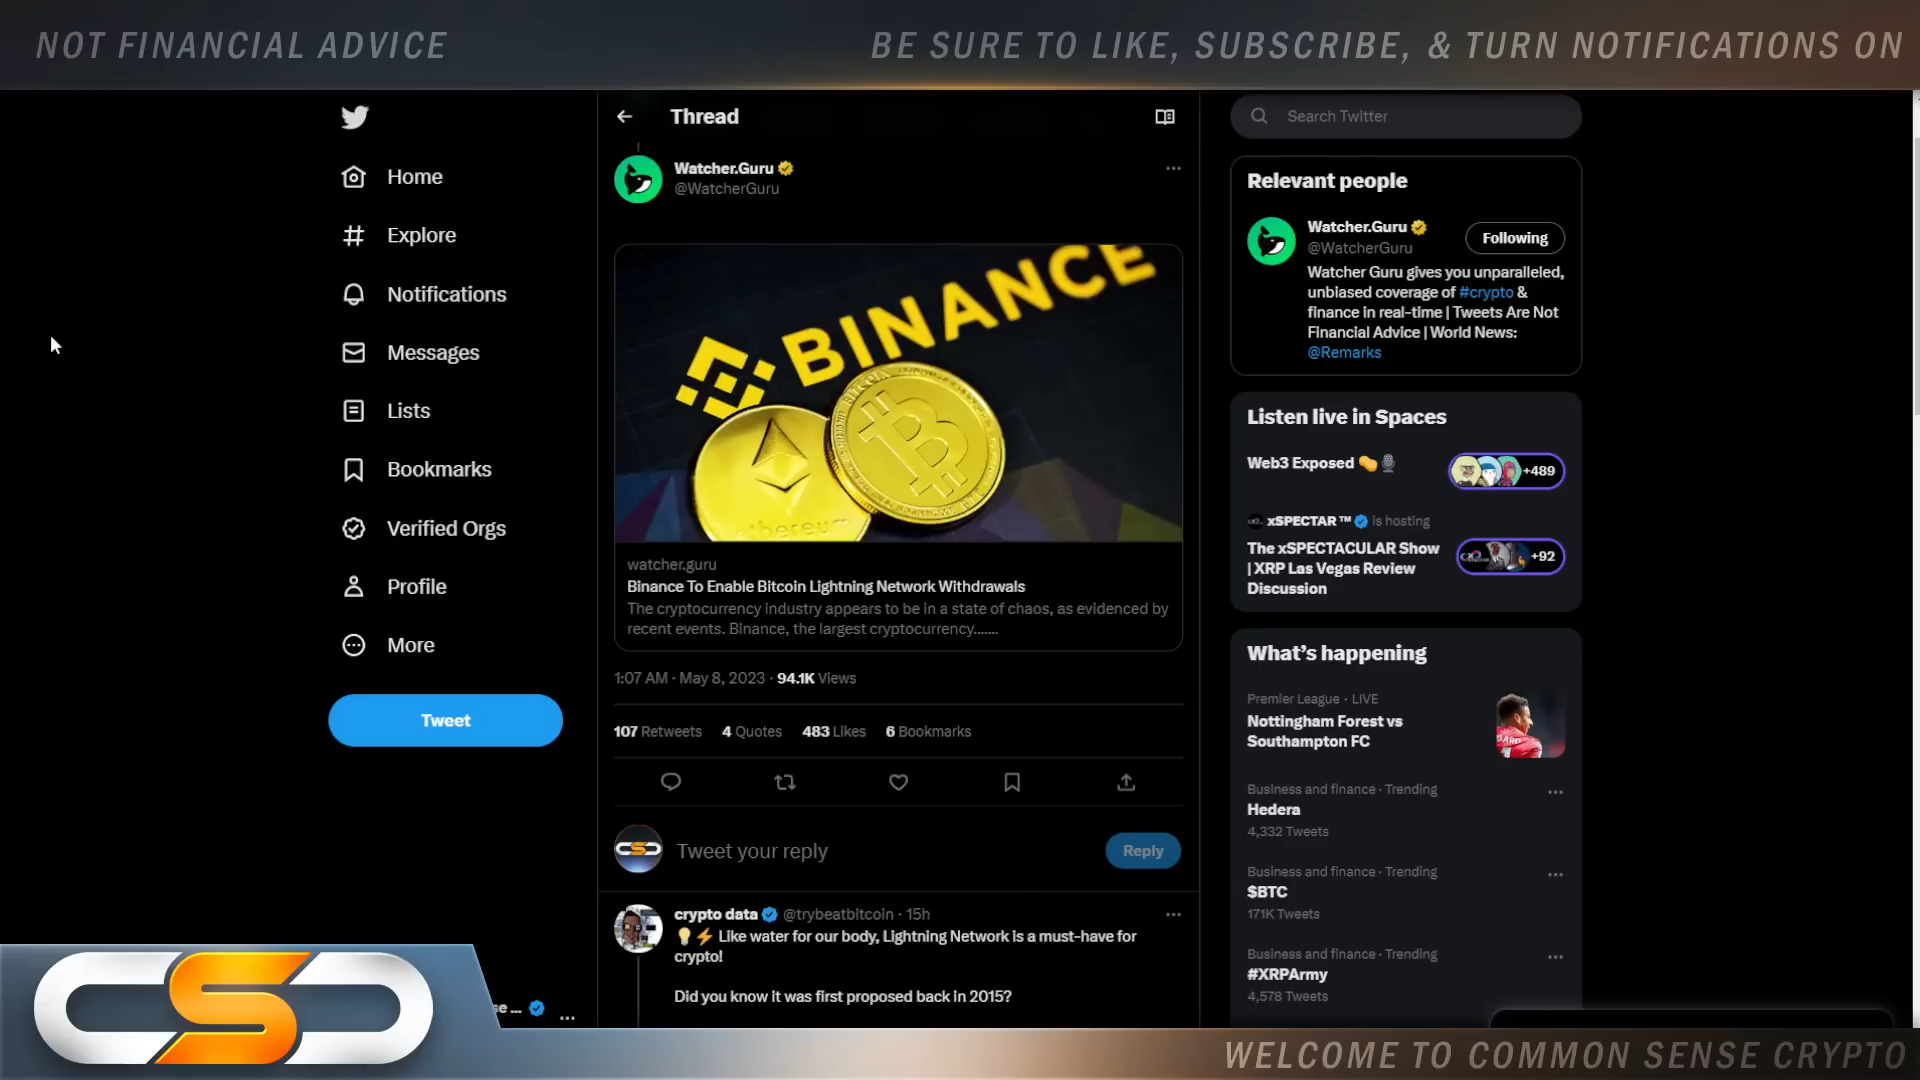 NOT FINANCIAL ADVICE
BE SURE TO LIKE, SUBSCRIBE, & TURN NOTIFICATIONS ON
Home
Explore
Notifications
Messages
Lists
Bookmarks
Verified Orgs
Profile
More
Tweet
se ...
...
Thread
Watcher.Guru
@WatcherGuru
BINANCE
BITCOIN
ethereum
watcher.guru
Binance To Enable Bitcoin Lightning Network Withdrawals
The cryptocurrency industry appears to be in a state of chaos, as evidenced by
recent events. Binance, the largest cryptocurrency.......
1:07 AM · May 8, 2023 · 94.1K Views
107 Retweets 4 Quotes 483 Likes 6 Bookmarks
Tweet your reply
Reply
crypto data @trybeatbitcoin · 15h
💡⚡ Like water for our body, Lightning Network is a must-have for
crypto!
Did you know it was first proposed back in 2015?
Search Twitter
Relevant people
Watcher.Guru
@WatcherGuru
Following
Watcher Guru gives you unparalleled,
unbiased coverage of #crypto &
finance in real-time | Tweets Are Not
Financial Advice | World News:
@Remarks
Listen live in Spaces
Web3 Exposed
+489
xSPECTAR ™ is hosting
The xSPECTACULAR Show
| XRP Las Vegas Review
Discussion
+92
What's happening
Premier League · LIVE
Nottingham Forest vs
Southampton FC
Business and finance · Trending
Hedera
4,332 Tweets
Business and finance · Trending
$BTC
171K Tweets
Business and finance · Trending
#XRPArmy
4,578 Tweets
CSC
WELCOME TO COMMON SENSE CRYPTO